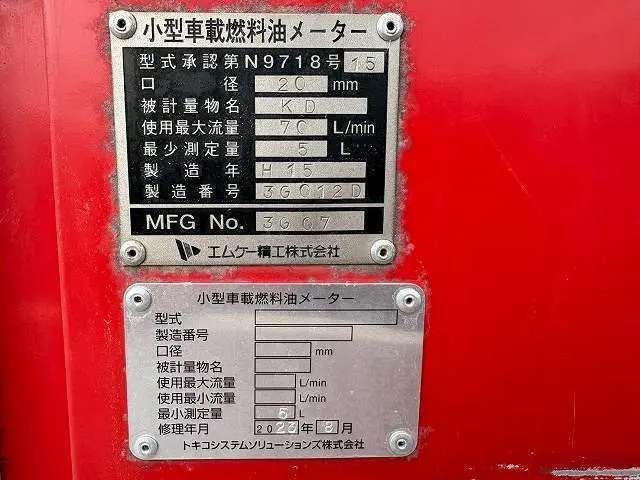 小型車載燃料油メーター
型式承認第N9718号 15
口 径 20 mm
被計量物名 KD
使用最大流量 70 L/min
最少測定量 5 L
製造年 H15
製造番号 3G012D
MFG No. 3G07
エムケー精工株式会社
小型車載燃料油メーター
型式
製造番号
口径 mm
被計量物名
使用最大流量 L/min
使用最小流量 L/min
最小測定量 5 L
修理年月 2023年8月
トキコシステムソリューションズ株式会社